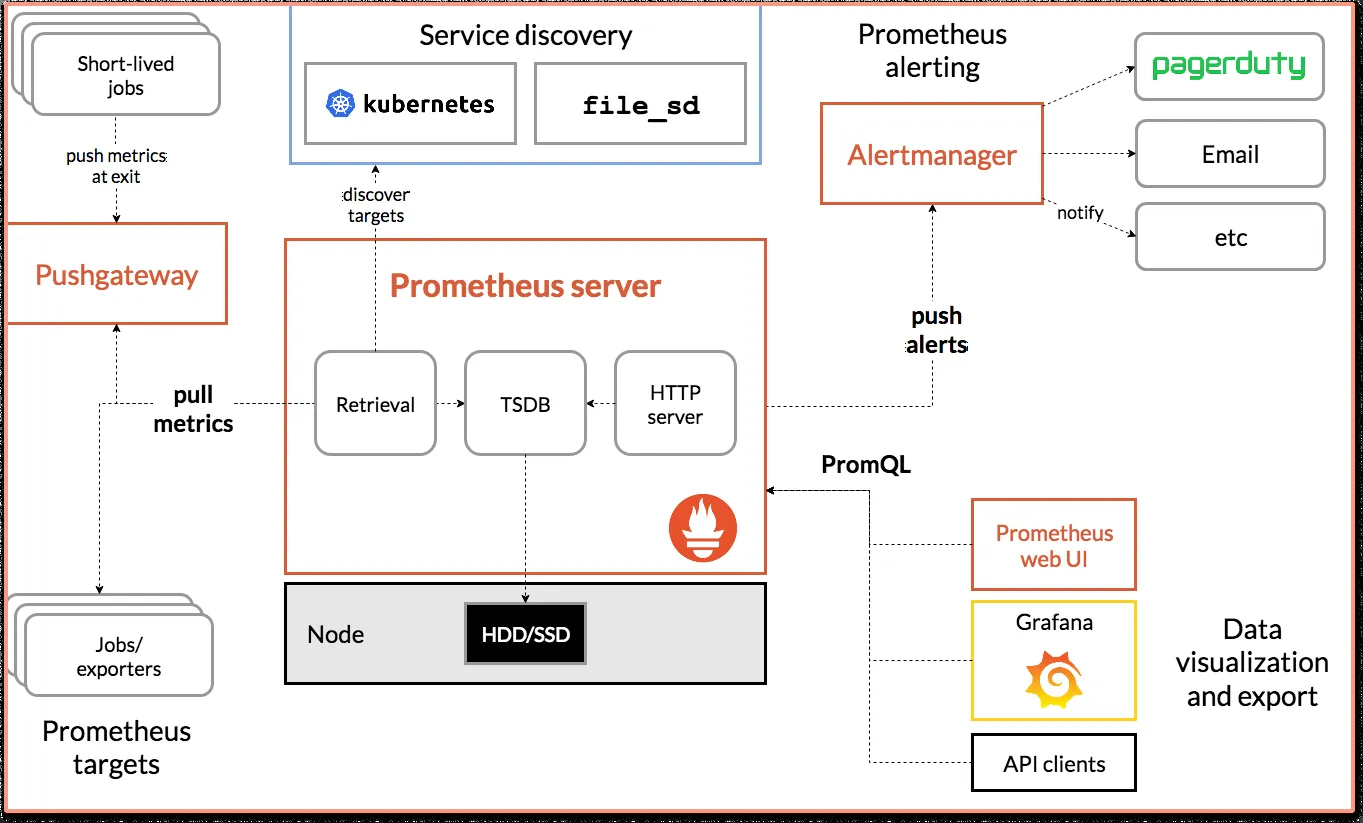 Short-lived
jobs
push metrics
at exit
Pushgateway
Service discovery
kubernetes
file_sd
discover
targets
Prometheus
alerting
Alertmanager
pagerduty
Email
notify
etc
Prometheus server
Retrieval
TSDB
HTTP
server
pull
metrics
push
alerts
PromQL
Node
HDD/SSD
Jobs/
exporters
Prometheus
targets
Prometheus
web UI
Grafana
API clients
Data
visualization
and export